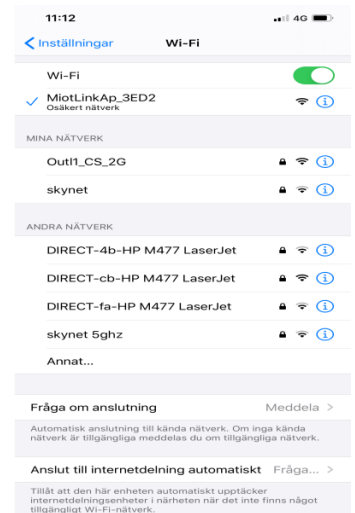 11:12
4G
Inställningar
Wi-Fi
Wi-Fi
MiotLinkAp_3ED2
Osäkert nätverk
MINA NÄTVERK
Outl1_CS_2G
skynet
ANDRA NÄTVERK
DIRECT-4b-HP M477 LaserJet
DIRECT-cb-HP M477 LaserJet
DIRECT-fa-HP M477 LaserJet
skynet 5ghz
Annat...
Fråga om anslutning Meddela
Automatisk anslutning till kända nätverk. Om inga kända
nätverk är tillgängliga meddelas du om tillgängliga nätverk.
Anslut till internetdelning automatiskt Fråga...
Tillåt att den här enheten automatiskt upptäcker
internetdelningsenheter i närheten när det inte finns något
tillgängligt Wi-Fi-nätverk.